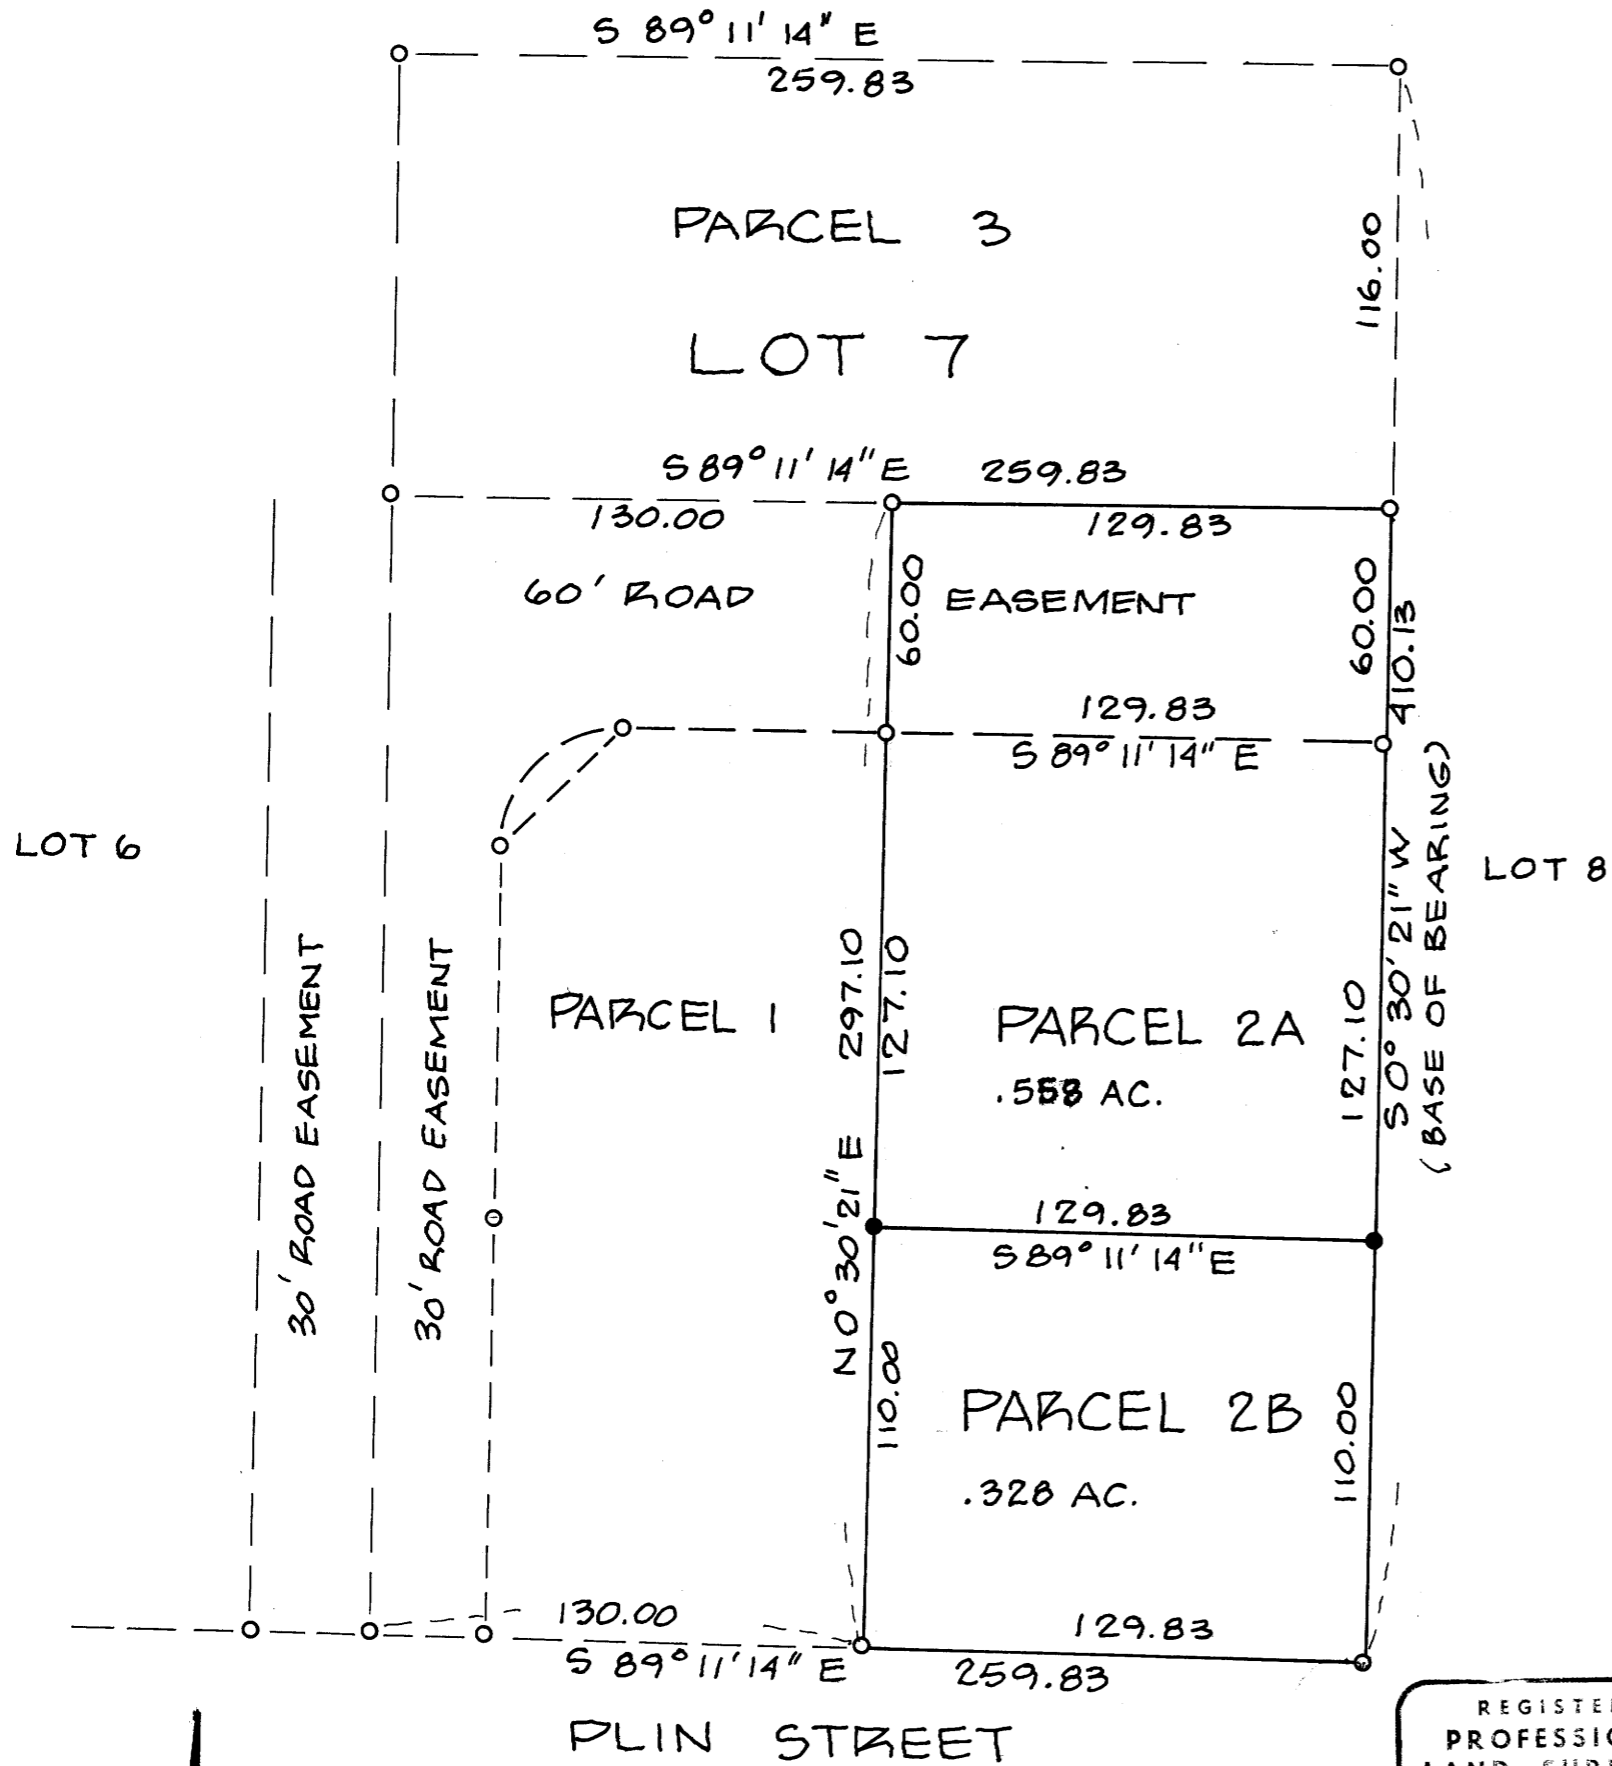 S 89° 11' 14" E
259.83
PARCEL 3
116.00
LOT 7
S 89° 11' 14" E 259.83
130.00
129.83
60' ROAD EASEMENT
60.00
60.00
410.13
129.83
S 89° 11' 14" E
LOT 6
LOT 8
S 0° 30' 21" W
(BASE OF BEARING)
30' ROAD EASEMENT
30' ROAD EASEMENT
PARCEL 1
N 0° 30' 21" E 297.10
127.10
PARCEL 2A
.558 AC.
127.10
129.83
S 89° 11' 14" E
110.00
PARCEL 2B
.328 AC.
110.00
130.00
S 89° 11' 14" E
129.83
259.83
PLIN STREET
REGISTE
PROFESSIO
LAND SUR